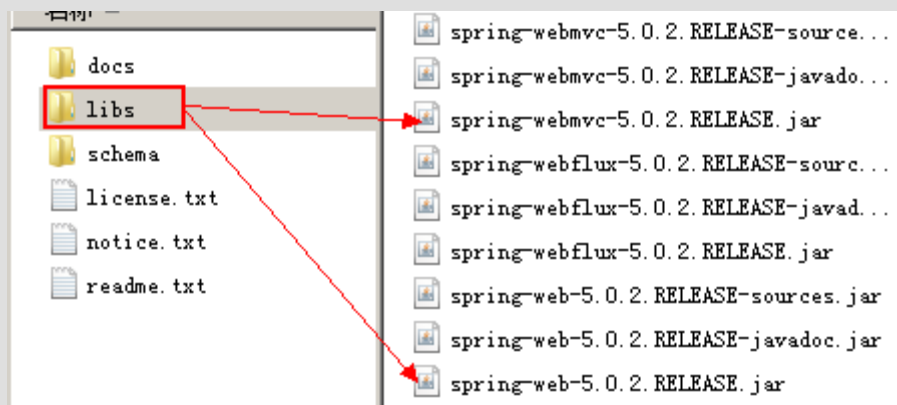 名称
docs
libs
schema
license.txt
notice.txt
readme.txt
spring-webmvc-5.0.2.RELEASE-source...
spring-webmvc-5.0.2.RELEASE-javado...
spring-webmvc-5.0.2.RELEASE.jar
spring-webflux-5.0.2.RELEASE-sourc...
spring-webflux-5.0.2.RELEASE-javad...
spring-webflux-5.0.2.RELEASE.jar
spring-web-5.0.2.RELEASE-sources.jar
spring-web-5.0.2.RELEASE-javadoc.jar
spring-web-5.0.2.RELEASE.jar